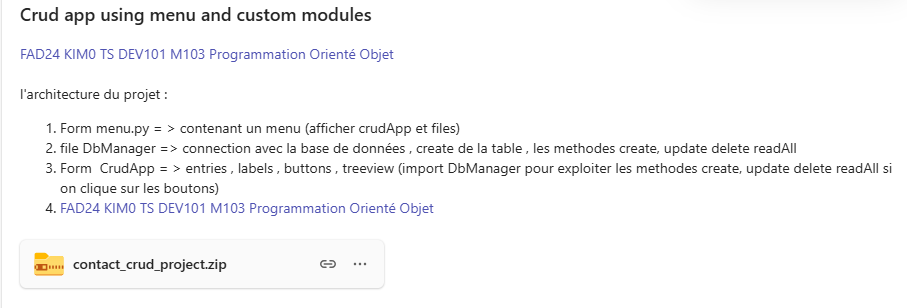 Crud app using menu and custom modules
FAD24 KIM0 TS DEV101 M103 Programmation Orienté Objet
l'architecture du projet :
1. Form menu.py = > contenant un menu (afficher crudApp et files)
2. file DbManager => connection avec la base de données , create de la table , les methodes create, update delete readAll
3. Form  CrudApp = > entries , labels , buttons , treeview (import DbManager pour exploiter les methodes create, update delete readAll si
on clique sur les boutons)
4. FAD24 KIM0 TS DEV101 M103 Programmation Orienté Objet
contact_crud_project.zip